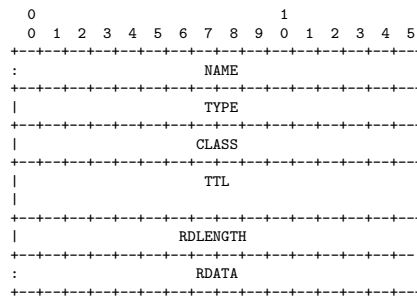 0                                       1
0   1   2   3   4   5   6   7   8   9   0   1   2   3   4   5
+--+--+--+--+--+--+--+--+--+--+--+--+--+--+--+--
:                          NAME
+--+--+--+--+--+--+--+--+--+--+--+--+--+--+--+--
|                          TYPE
+--+--+--+--+--+--+--+--+--+--+--+--+--+--+--+--
|                         CLASS
+--+--+--+--+--+--+--+--+--+--+--+--+--+--+--+--
|                          TTL
|
+--+--+--+--+--+--+--+--+--+--+--+--+--+--+--+--
|                       RDLENGTH
+--+--+--+--+--+--+--+--+--+--+--+--+--+--+--+--
:                         RDATA
+--+--+--+--+--+--+--+--+--+--+--+--+--+--+--+--